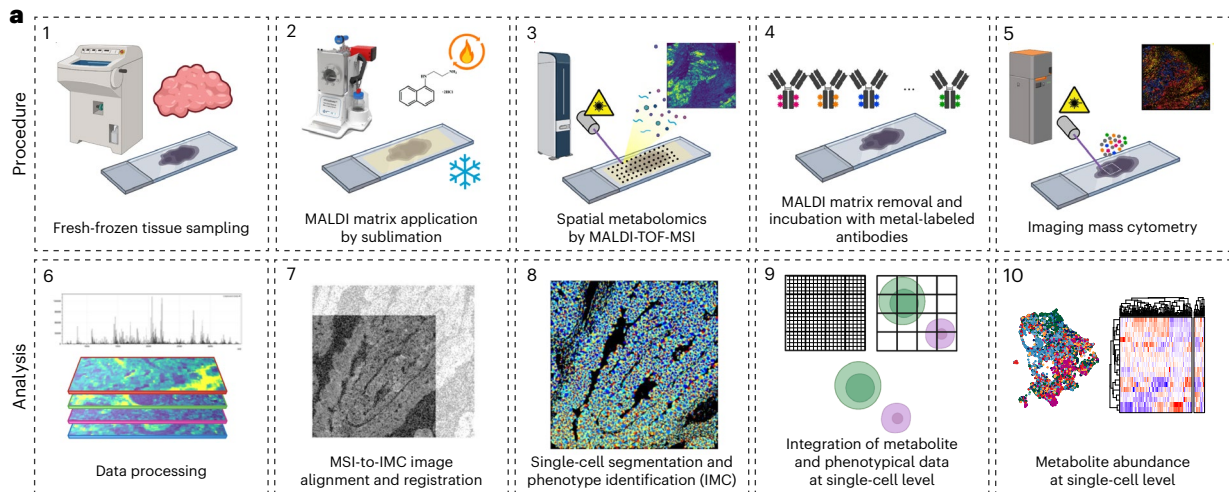 a
Procedure
1
Fresh-frozen tissue sampling
2
MALDI matrix application
by sublimation
3
Spatial metabolomics
by MALDI-TOF-MSI
4
...
MALDI matrix removal and
incubation with metal-labeled
antibodies
5
Imaging mass cytometry
Analysis
6
Data processing
7
MSI-to-IMC image
alignment and registration
8
Single-cell segmentation and
phenotype identification (IMC)
9
Integration of metabolite
and phenotypical data
at single-cell level
10
Metabolite abundance
at single-cell level